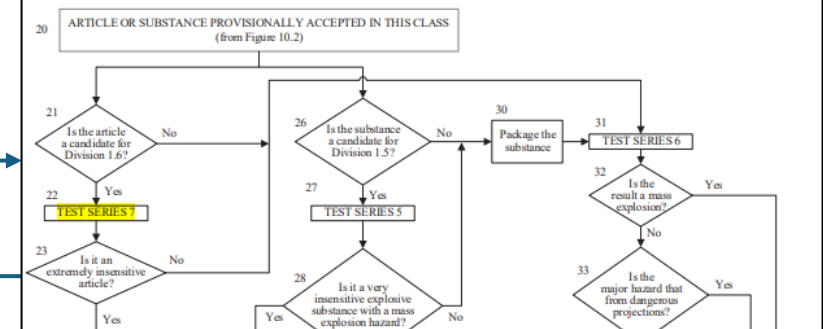 20
ARTICLE OR SUBSTANCE PROVISIONALLY ACCEPTED IN THIS CLASS
(from Figure 10.2)
21
Is the article
a candidate for
Division 1.6?
No
Yes
22
TEST SERIES 7
23
Is it an
extremely insensitive
article?
No
Yes
26
Is the substance
a candidate for
Division 1.5?
No
Yes
27
TEST SERIES 5
28
Is it a very
insensitive explosive
substance with a mass
explosion hazard?
Yes
No
30
Package the
substance
31
TEST SERIES 6
32
Is the
result a mass
explosion?
Yes
No
33
Is the
major hazard that
from dangerous
projections?
Yes